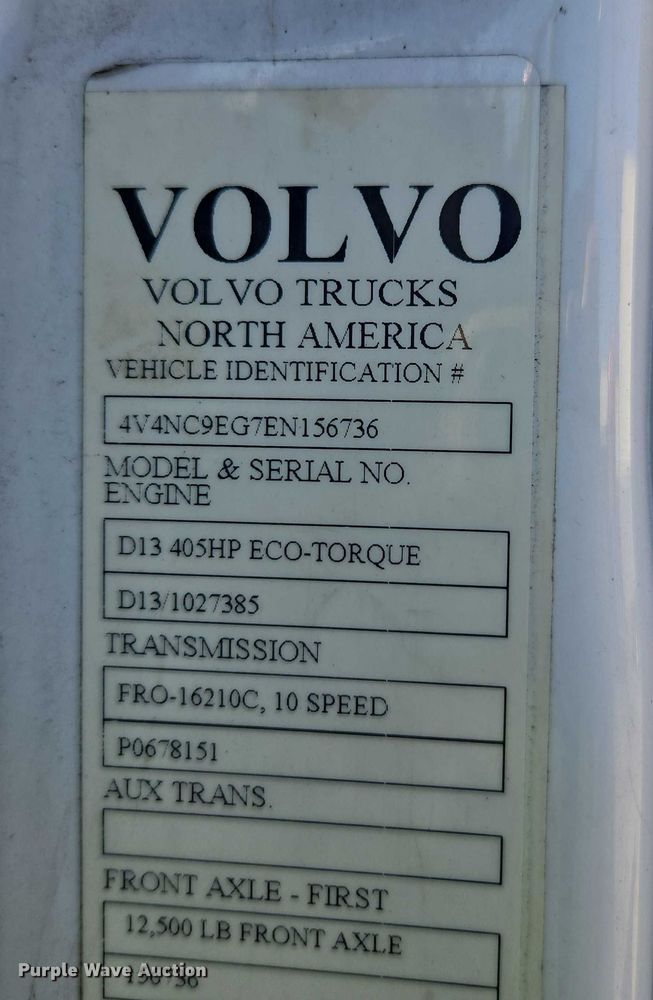 VOLVO
VOLVO TRUCKS
NORTH AMERICA
VEHICLE IDENTIFICATION #
4V4NC9EG7EN156736
MODEL & SERIAL NO.
ENGINE
D13 405HP ECO-TORQUE
D13/1027385
TRANSMISSION
FRO-16210C, 10 SPEED
P0678151
AUX TRANS.
FRONT AXLE - FIRST
12,500 LB FRONT AXLE
Purple Wave Auction